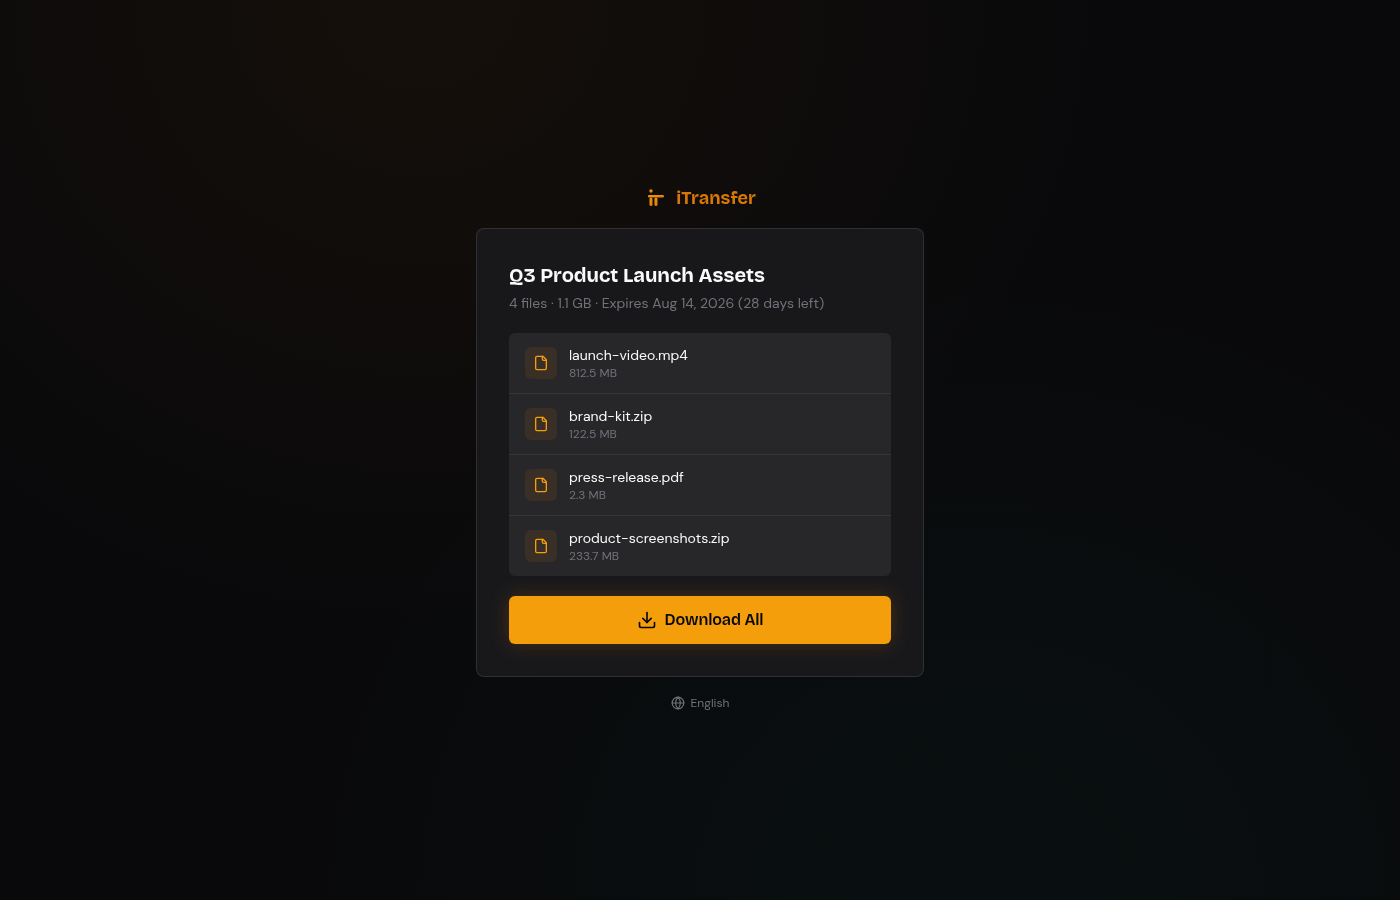 iTransfer
Q3 Product Launch Assets
4 files · 1.1 GB · Expires Aug 14, 2026 (28 days left)
launch-video.mp4
812.5 MB
brand-kit.zip
122.5 MB
press-release.pdf
2.3 MB
product-screenshots.zip
233.7 MB
Download All
English